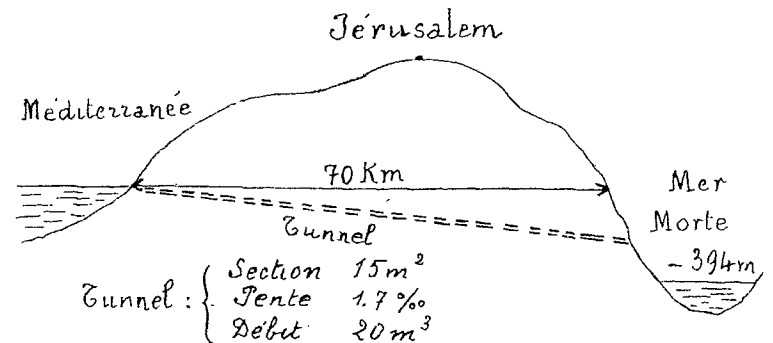 Jérusalem
Méditerranée
70 Km
Mer
Morte
- 394m
Tunnel
Tunnel : { Section 15m²
Pente 1.7 ‰
Débit 20m³